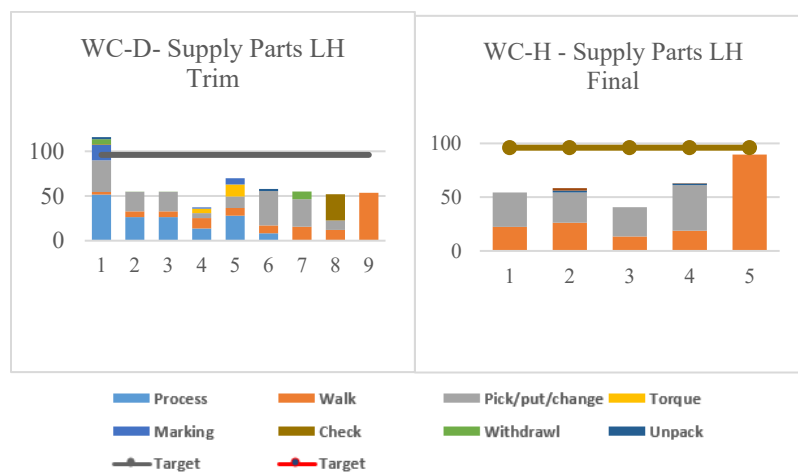 WC-D- Supply Parts LH
Trim
100
50
0
1 2 3 4 5 6 7 8 9
WC-H - Supply Parts LH
Final
100
50
0
1 2 3 4 5
Process Walk Pick/put/change Torque
Marking Check Withdrawl Unpack
Target Target